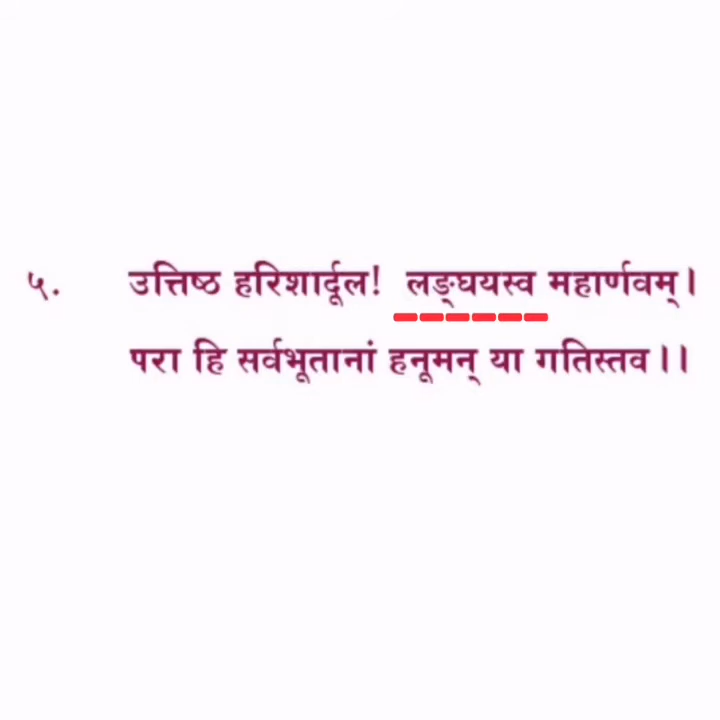 ५. उत्तिष्ठ हरिशार्दूल! लङ्घयस्व महार्णवम्।
परा हि सर्वभूतानां हनूमन् या गतिस्तव।।